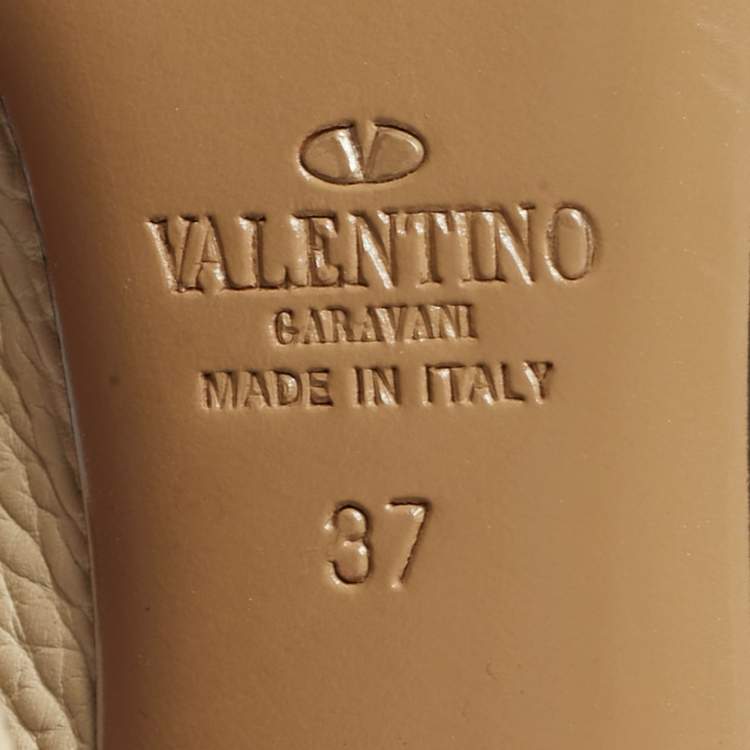 V
VALENTINO
GARAVANI
MADE IN ITALY
37